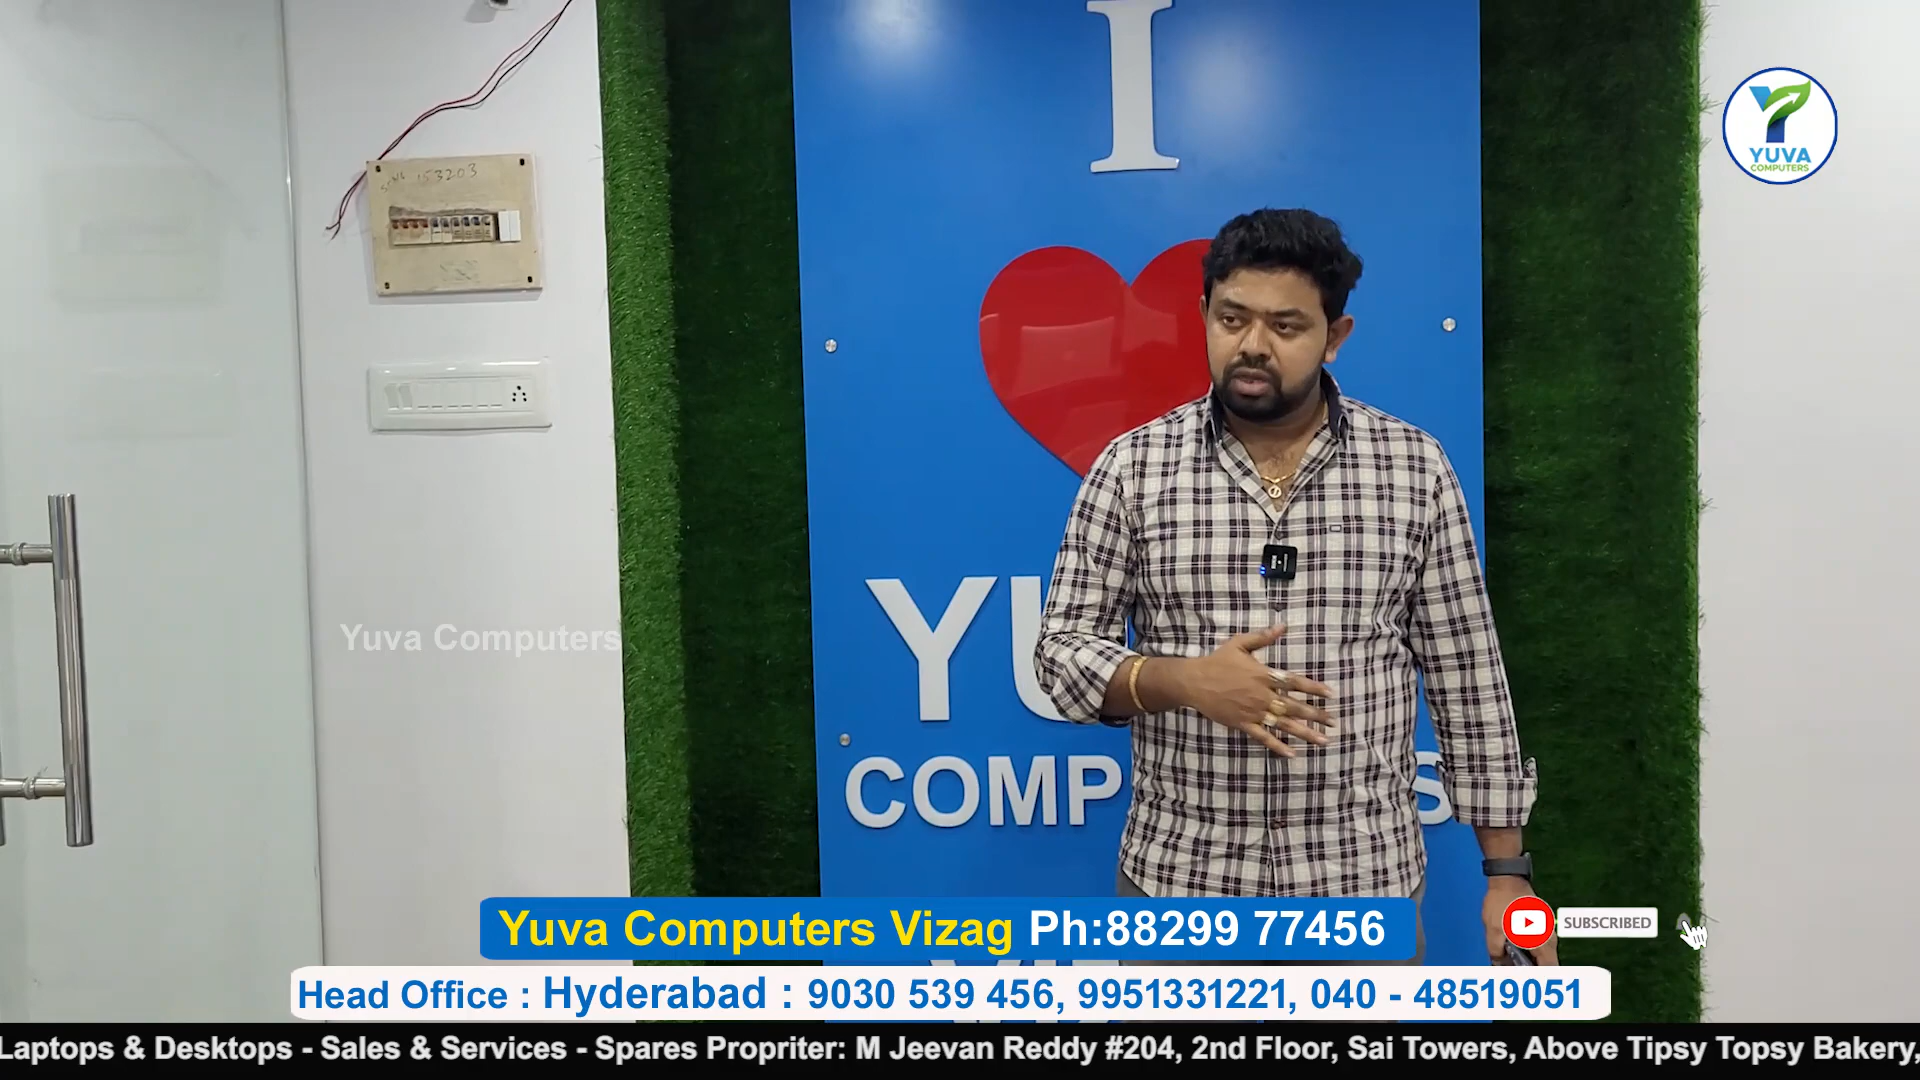 I
153203
YUVA
COMPUTERS
Yuva Computers
YU
COMP S
Yuva Computers Vizag Ph:88299 77456
SUBSCRIBED
Head Office : Hyderabad : 9030 539 456, 9951331221, 040 - 48519051
Laptops & Desktops - Sales & Services - Spares Propriter: M Jeevan Reddy #204, 2nd Floor, Sai Towers, Above Tipsy Topsy Bakery,